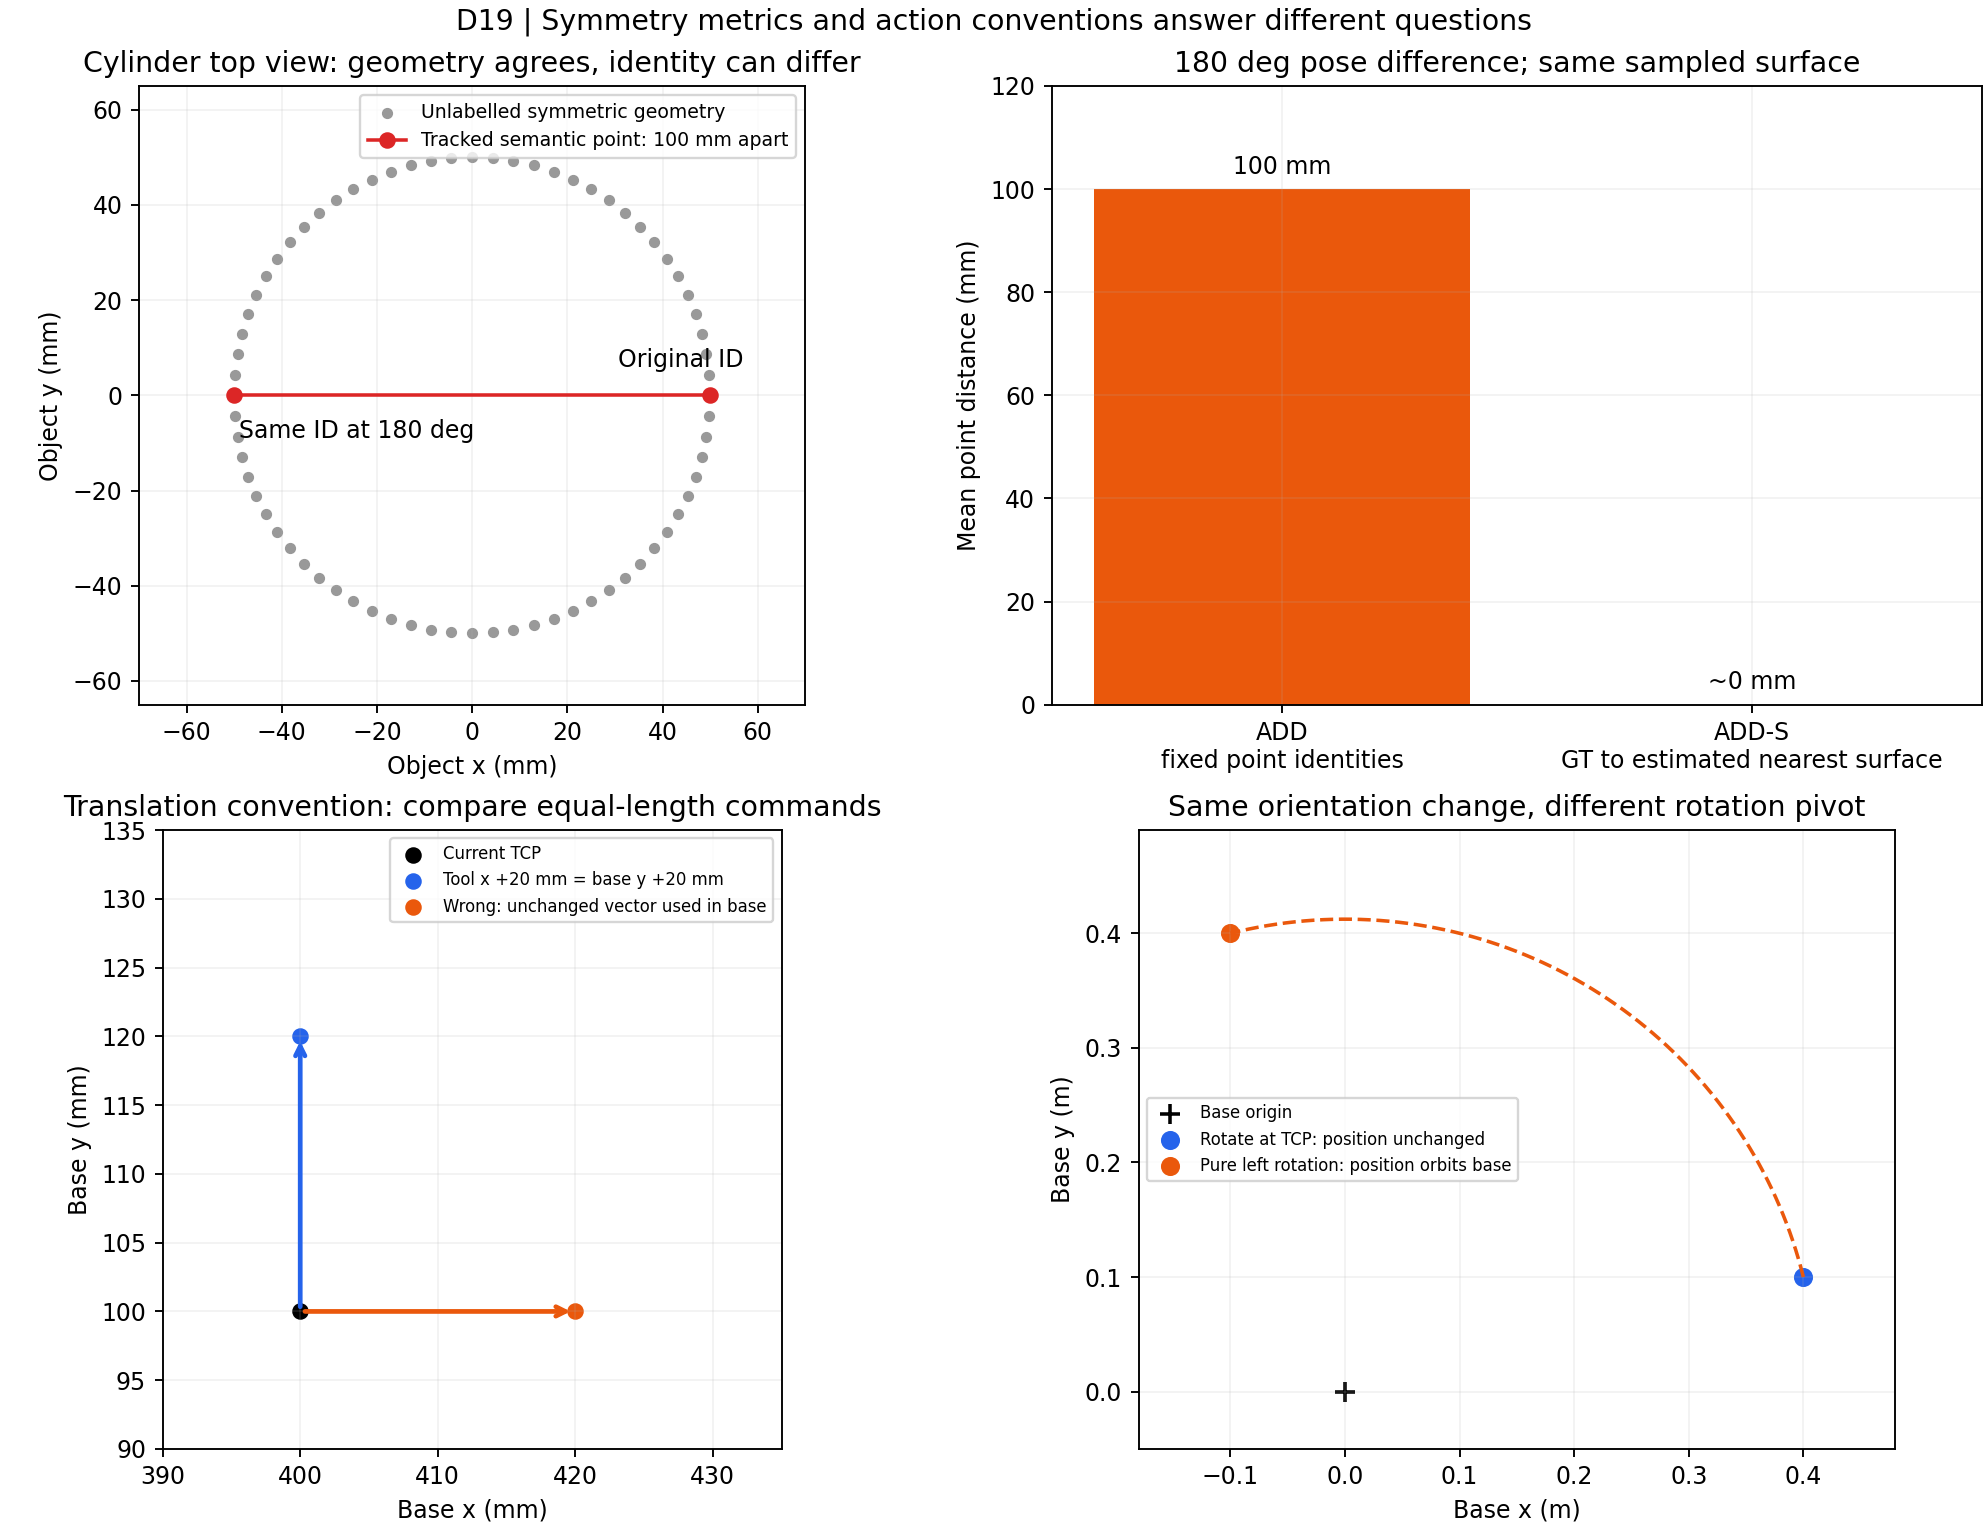 D19 | Symmetry metrics and action conventions answer different questions
Cylinder top view: geometry agrees, identity can differ
Unlabelled symmetric geometry
Tracked semantic point: 100 mm apart
Original ID
Same ID at 180 deg
60
40
20
0
−20
−40
−60
Object y (mm)
−60 −40 −20 0 20 40 60
Object x (mm)
180 deg pose difference; same sampled surface
120
100
80
60
40
20
0
Mean point distance (mm)
100 mm
~0 mm
ADD
fixed point identities
ADD-S
GT to estimated nearest surface
Translation convention: compare equal-length commands
Current TCP
Tool x +20 mm = base y +20 mm
Wrong: unchanged vector used in base
135
130
125
120
115
110
105
100
95
90
Base y (mm)
390 400 410 420 430
Base x (mm)
Same orientation change, different rotation pivot
Base origin
Rotate at TCP: position unchanged
Pure left rotation: position orbits base
0.4
0.3
0.2
0.1
0.0
Base y (m)
−0.1 0.0 0.1 0.2 0.3 0.4
Base x (m)